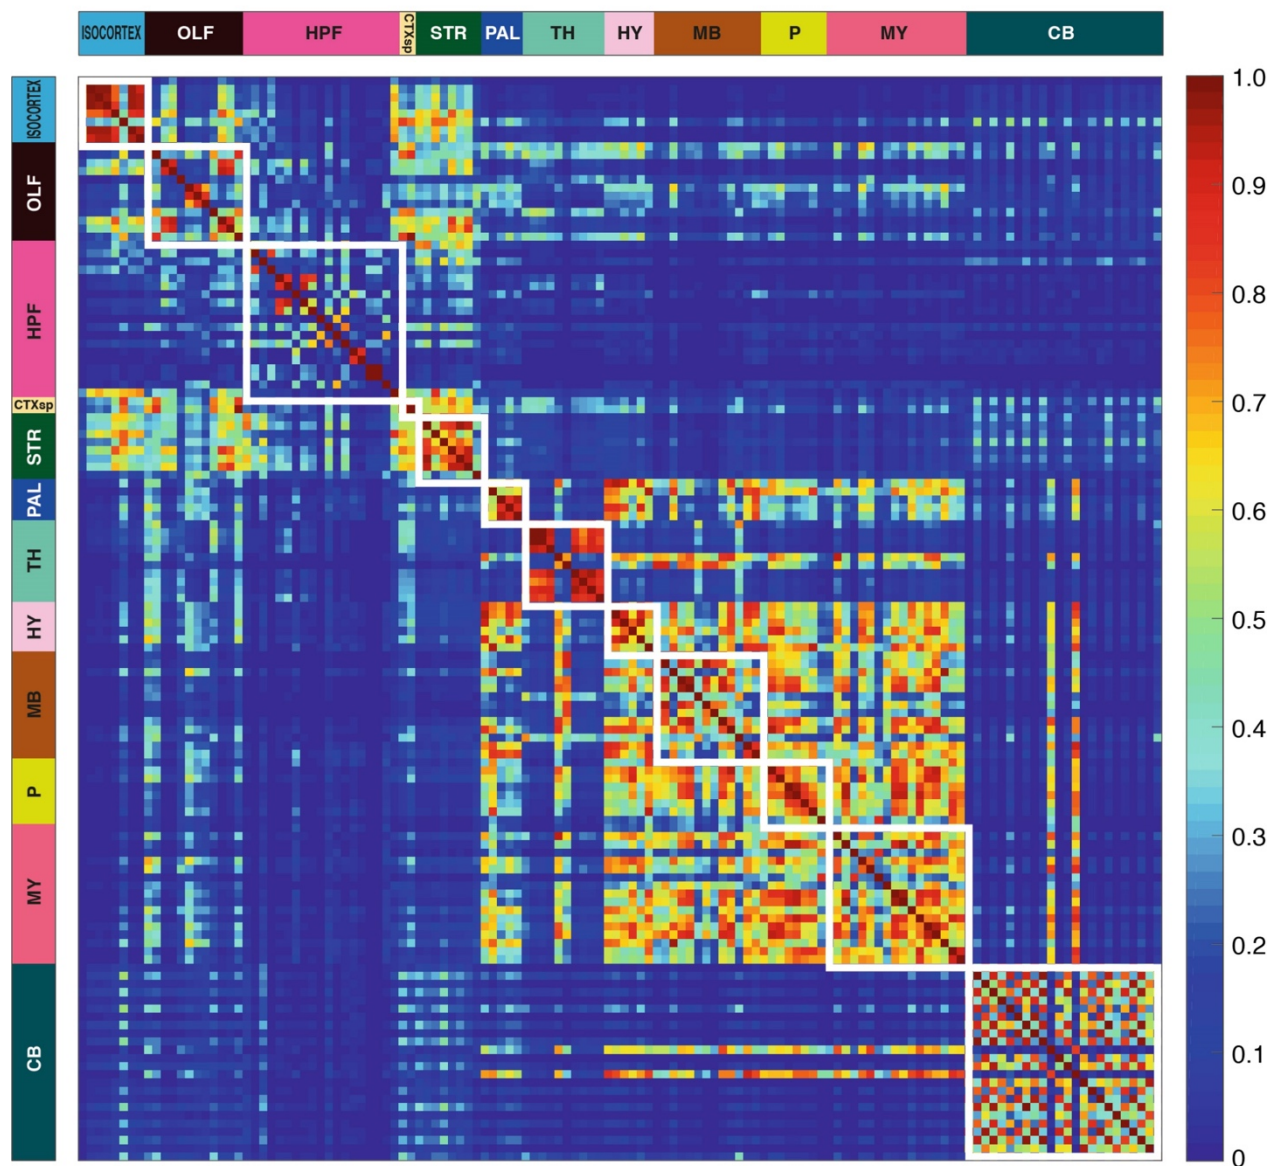 ISOCORTEX OLF HPF CTXsp STR PAL TH HY MB P MY CB
ISOCORTEX
OLF
HPF
CTXsp
STR
PAL
TH
HY
MB
P
MY
CB
1.0
0.9
0.8
0.7
0.6
0.5
0.4
0.3
0.2
0.1
0